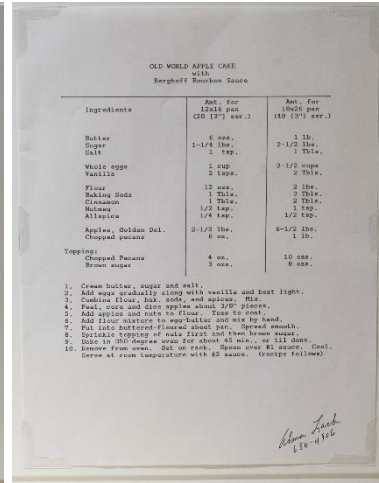 OLD WORLD APPLE CAKE
with
Berghoff Bourbon Sauce
Ingredients Amt. for 12x16 pan (20 [3"] ser.) Amt. for 18x26 pan (48 [3"] ser.)
Butter 6 ozs. 1 lb.
Sugar 1-1/4 lbs. 2-1/2 lbs.
Salt 1 tsp. 1 Tbls.
Whole eggs 1 cup 2-1/2 cups
Vanilla 2 tsps. 2 Tbls.
Flour 12 ozs. 2 lbs.
Baking Soda 1 Tbls. 2 Tbls.
Cinnamon 1 Tbls. 2 Tbls.
Nutmeg 1/2 tsp. 1 tsp.
Allspice 1/4 tsp. 1/2 tsp.
Apples, Golden Del. 2-1/2 lbs. 6-1/2 lbs.
Chopped pecans 6 oz. 1 lb.
Topping:
Chopped Pecans 4 oz. 10 oz.
Brown sugar 3 ozs. 8 ozs.
1. Cream butter, sugar and salt.
2. Add eggs gradually along with vanilla and beat light.
3. Combine flour, bak. soda, and spices. Mix.
4. Peel, core and dice apples about 3/8" pieces.
5. Add apples and nuts to flour. Toss to coat.
6. Add flour mixture to egg-butter and mix by hand.
7. Put into buttered-floured sheet pan. Spread smooth.
8. Sprinkle topping of nuts first and then brown sugar.
9. Bake in 350 degree oven for about 45 min., or til done.
10. Remove from oven. Set on rack. Spoon over #1 sauce. Cool.
Serve at room temperature with #2 sauce. (recipe follows)
Alma Lach